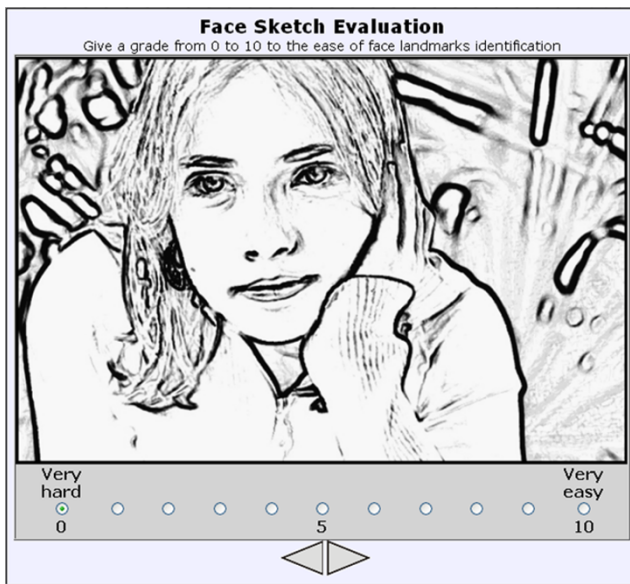 Face Sketch Evaluation
Give a grade from 0 to 10 to the ease of face landmarks identification
Very Very
hard easy
0 5 10